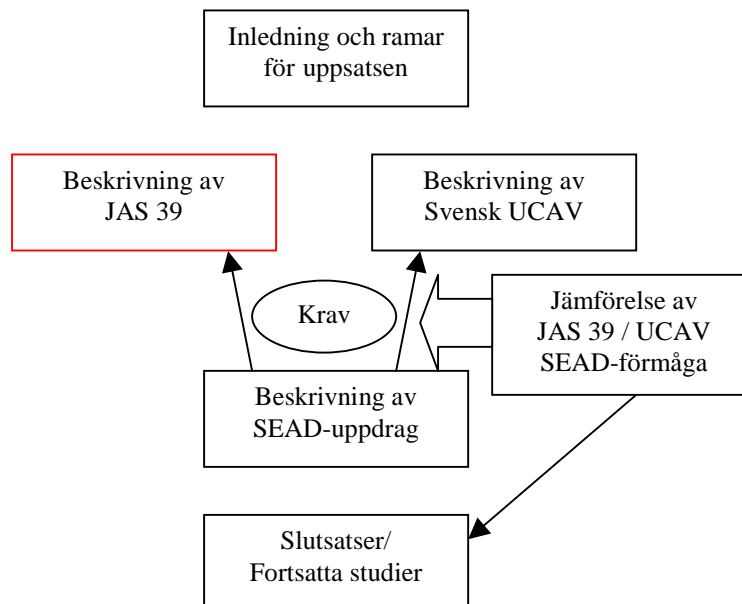 Inledning och ramar
för uppsatsen
Beskrivning av
JAS 39
Beskrivning av
Svensk UCAV
Krav
Jämförelse av
JAS 39 / UCAV
SEAD-förmåga
Beskrivning av
SEAD-uppdrag
Slutsatser/
Fortsatta studier